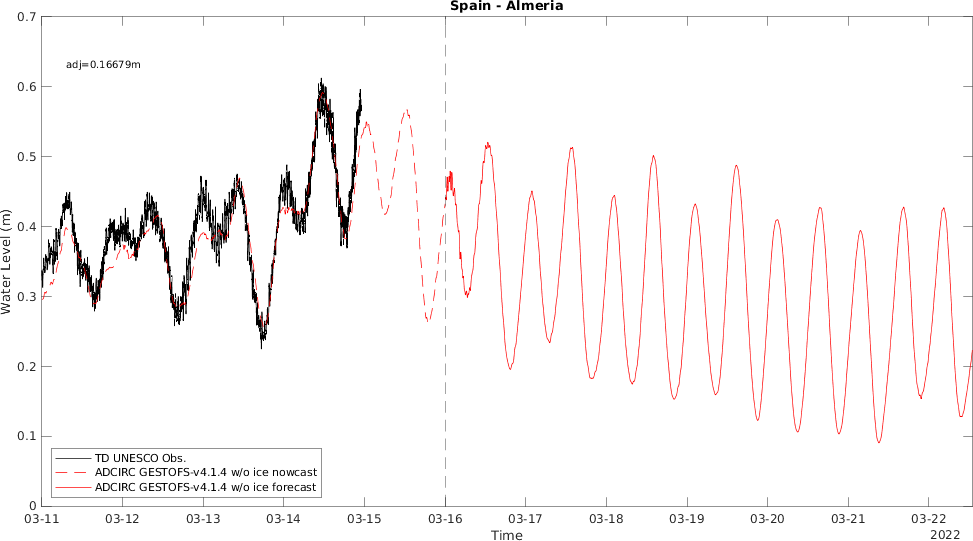 Spain - Almeria
adj=0.16679m
0.7
0.6
0.5
0.4
0.3
0.2
0.1
0
Water Level (m)
TD UNESCO Obs.
ADCIRC GESTOFS-v4.1.4 w/o ice nowcast
ADCIRC GESTOFS-v4.1.4 w/o ice forecast
03-11 03-12 03-13 03-14 03-15 03-16 03-17 03-18 03-19 03-20 03-21 03-22
Time
2022